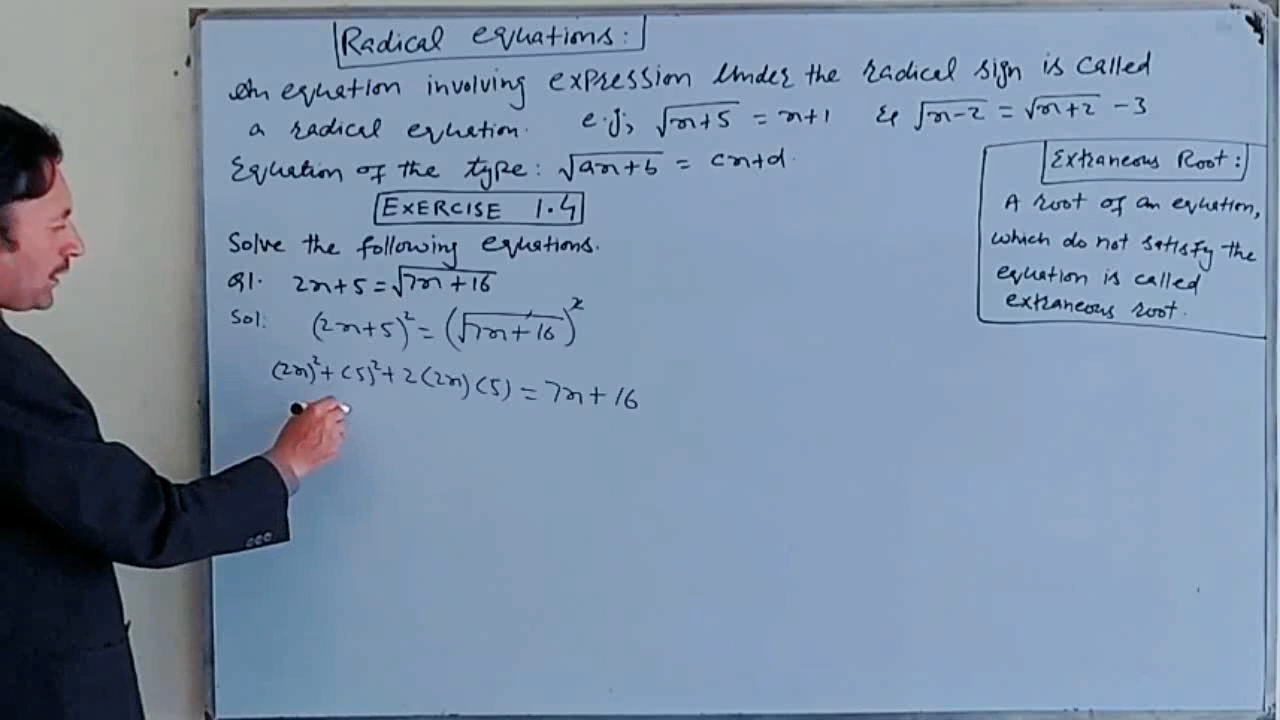 Radical equations:
An equation involving expression under the radical sign is called
a radical equation. e.g; √(x+5) = x+1 & √(x-2) = √(x+2) - 3
Equation of the type: √(ax+b) = cx+d.
EXERCISE 1.4
Solve the following equations.
Q1. 2x+5 = √(7x+16)
Sol: (2x+5)² = (√(7x+16))²
(2x)² + (5)² + 2(2x)(5) = 7x+16
Extraneous Root:
A root of an equation,
which do not satisfy the
equation is called
extraneous root.